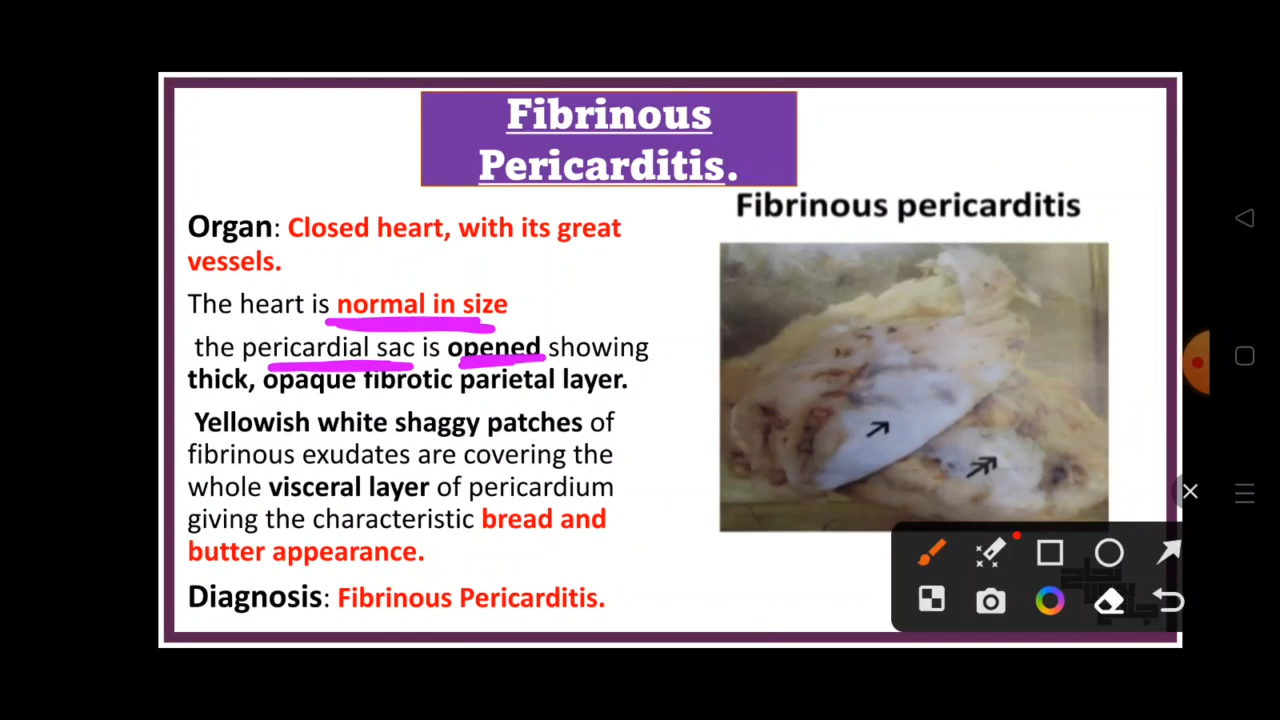 Fibrinous
Pericarditis.
Fibrinous pericarditis
Organ: Closed heart, with its great
vessels.
The heart is normal in size
the pericardial sac is opened showing
thick, opaque fibrotic parietal layer.
Yellowish white shaggy patches of
fibrinous exudates are covering the
whole visceral layer of pericardium
giving the characteristic bread and
butter appearance.
Diagnosis: Fibrinous Pericarditis.